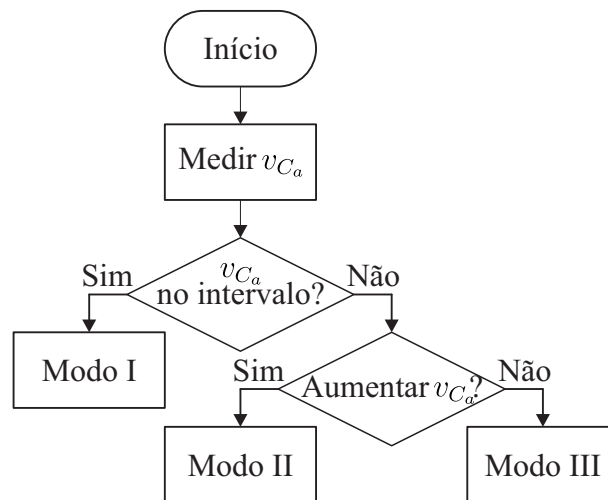 Início
Medir v_{C_a}
Sim
v_{C_a}
Não
no intervalo?
Modo I
Sim
Aumentar v_{C_a}?
Não
Modo II
Modo III